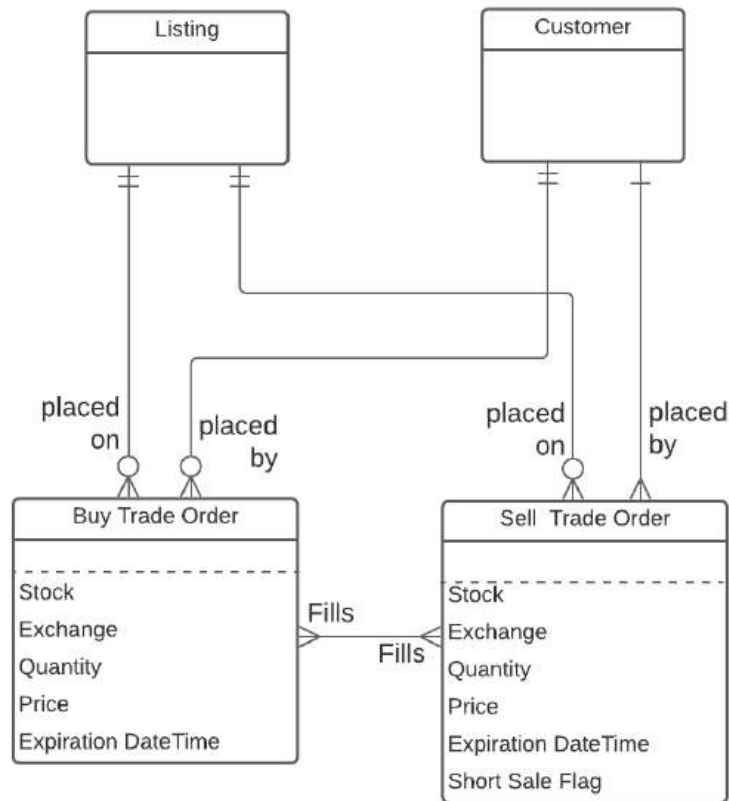 Listing
Customer
placed
on
placed
by
placed
on
placed
by
Buy Trade Order
Stock
Exchange
Quantity
Price
Expiration DateTime
Fills
Fills
Sell Trade Order
Stock
Exchange
Quantity
Price
Expiration DateTime
Short Sale Flag